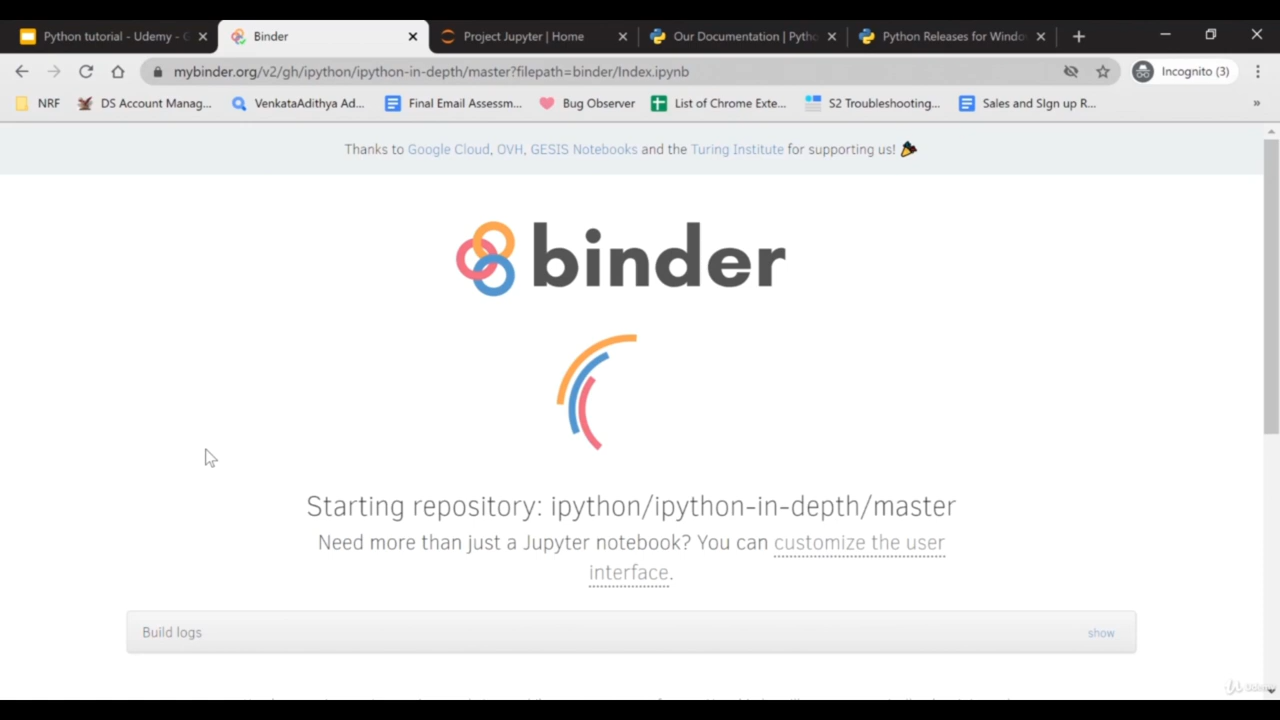 Python tutorial - Udemy - G
Binder
Project Jupyter | Home
Our Documentation | Pytho
Python Releases for Windo
mybinder.org/v2/gh/ipython/ipython-in-depth/master?filepath=binder/Index.ipynb
Incognito (3)
NRF
DS Account Manag...
VenkataAdithya Ad...
Final Email Assessm...
Bug Observer
List of Chrome Exte...
S2 Troubleshooting...
Sales and SIgn up R...
»
Thanks to Google Cloud, OVH, GESIS Notebooks and the Turing Institute for supporting us!
binder
Starting repository: ipython/ipython-in-depth/master
Need more than just a Jupyter notebook? You can customize the user
interface.
Build logs
show